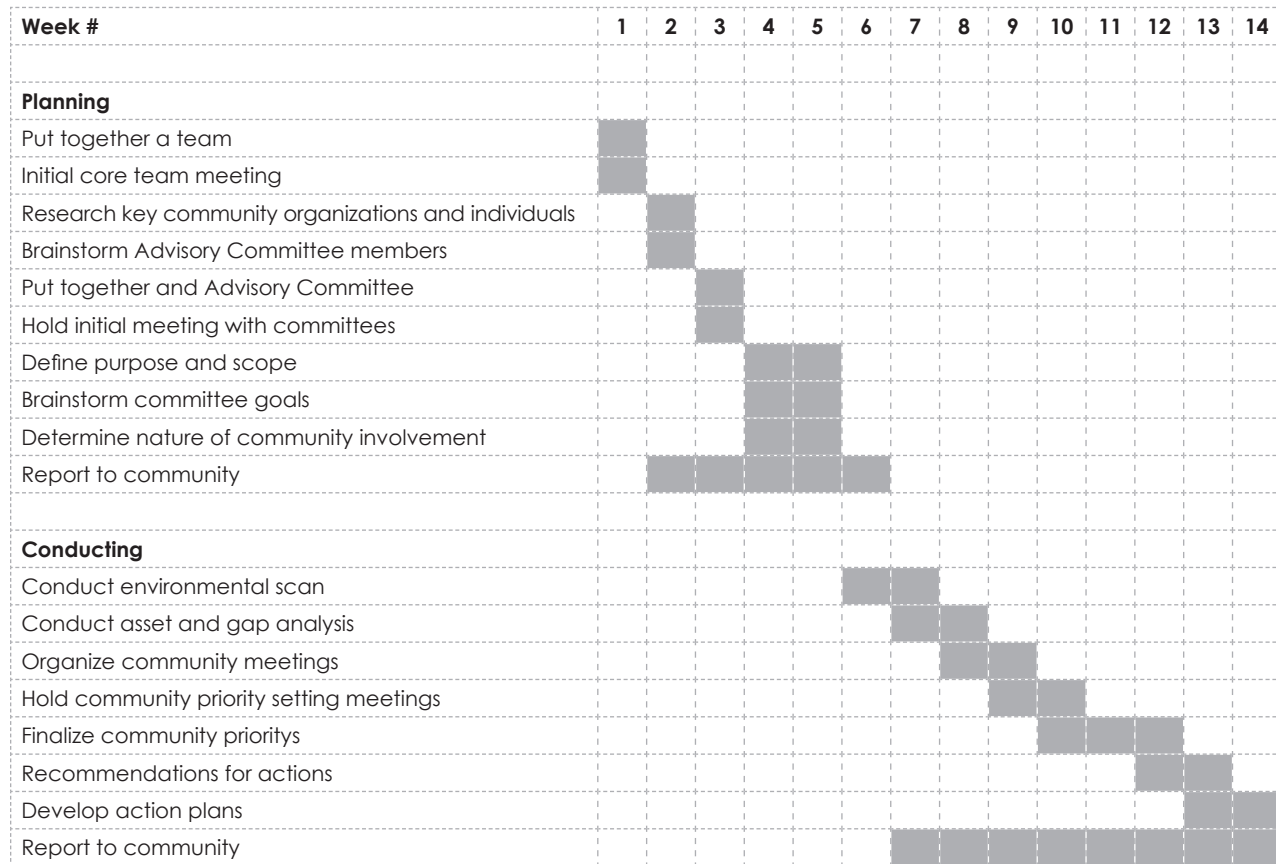 Week # 1 2 3 4 5 6 7 8 9 10 11 12 13 14
Planning
Put together a team
Initial core team meeting
Research key community organizations and individuals
Brainstorm Advisory Committee members
Put together and Advisory Committee
Hold initial meeting with committees
Define purpose and scope
Brainstorm committee goals
Determine nature of community involvement
Report to community
Conducting
Conduct environmental scan
Conduct asset and gap analysis
Organize community meetings
Hold community priority setting meetings
Finalize community prioritys
Recommendations for actions
Develop action plans
Report to community